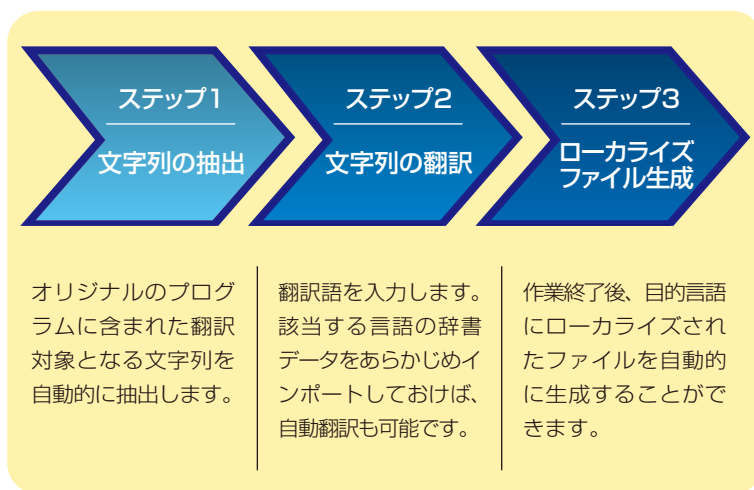 ステップ1
文字列の抽出
ステップ2
文字列の翻訳
ステップ3
ローカライズ
ファイル生成
オリジナルのプログ
ラムに含まれた翻訳
対象となる文字列を
自動的に抽出します。
翻訳語を入力します。
該当する言語の辞書
データをあらかじめイ
ンポートしておけば、
自動翻訳も可能です。
作業終了後、目的言語
にローカライズされ
たファイルを自動的
に生成することがで
きます。